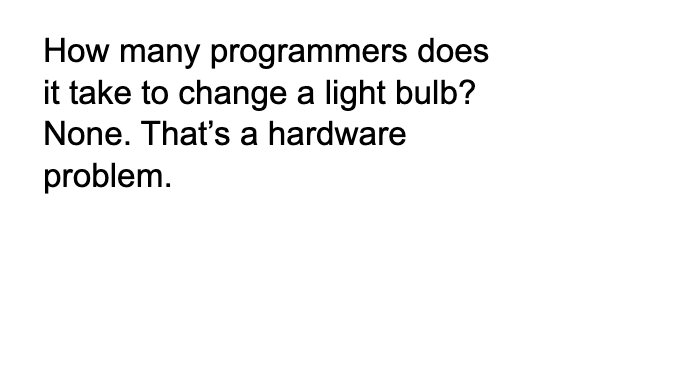 How many programmers does
it take to change a light bulb?
None. That’s a hardware
problem.